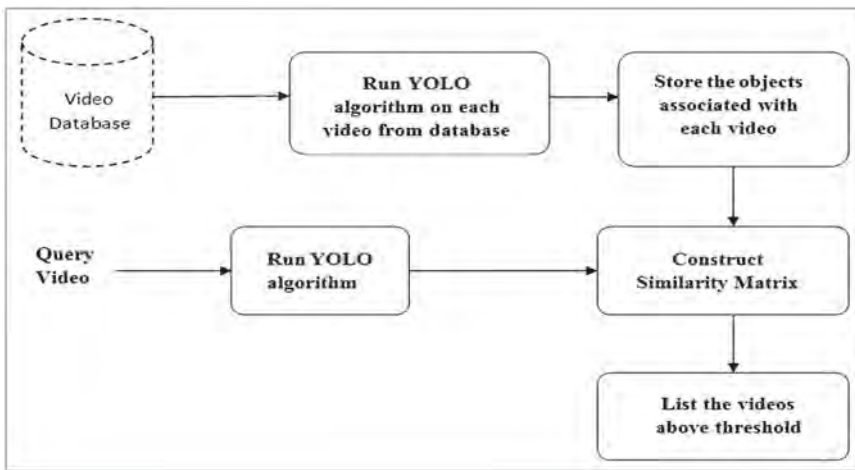 Video
Database
Run YOLO
algorithm on each
video from database
Store the objects
associated with
each video
Query
Video
Run YOLO
algorithm
Construct
Similarity Matrix
List the videos
above threshold